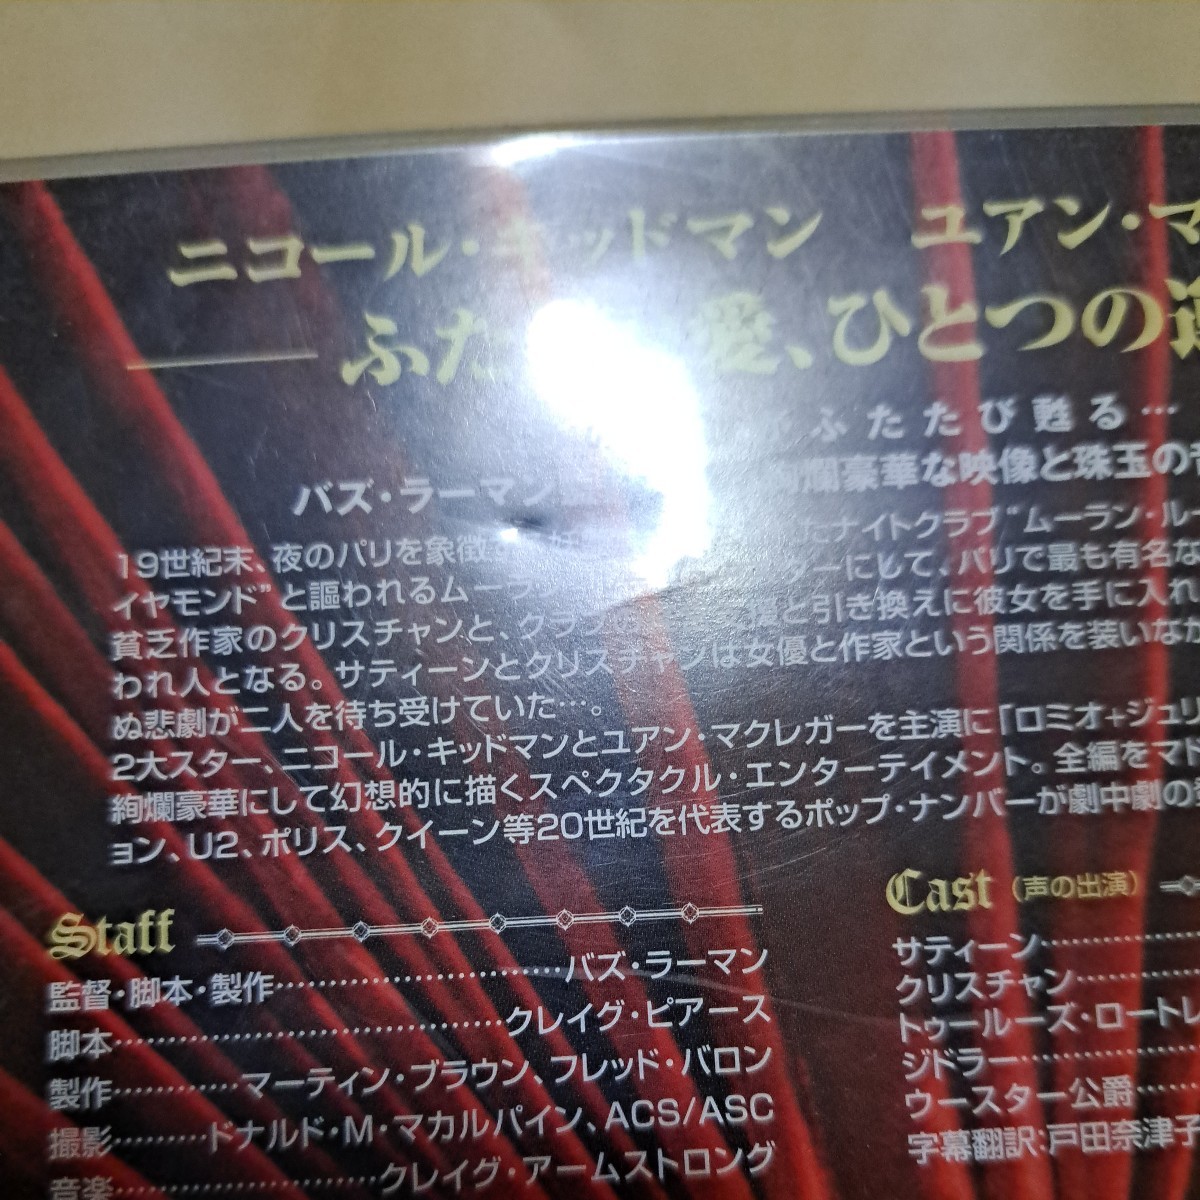 ニコール・キッドマン ユアン・マ
ふた 愛、ひとつの運
ふたたび甦る…
絢爛豪華な映像と珠玉の音
バズ・ラーマン
19世紀末、夜のパリを象徴する妖 たナイトクラブ“ムーラン・ルー
イヤモンド”と謳われるムーラン ターにして、パリで最も有名な
貧乏作家のクリスチャンと、クラブの 援と引き換えに彼女を手に入れ
われ人となる。サティーンとクリスチャンは女優と作家という関係を装いなが
ぬ悲劇が二人を待ち受けていた…。
2大スター、ニコール・キッドマンとユアン・マクレガーを主演に「ロミオ+ジュリ
絢爛豪華にして幻想的に描くスペクタクル・エンターテイメント。全編をマド
ョン、U2、ポリス、クイーン等20世紀を代表するポップ・ナンバーが劇中劇の
Staff
監督・脚本・製作……………………バズ・ラーマン
脚本……………………………クレイグ・ピアース
製作…………マーティン・ブラウン、フレッド・バロン
撮影………ドナルド・M・マカルパイン、ACS/ASC
音楽……………………クレイグ・アームストロング
Cast（声の出演）
サティーン……………
クリスチャン…………
トゥールーズ・ロートレ
ジドラー………………
ウースター公爵………
字幕翻訳:戸田奈津子